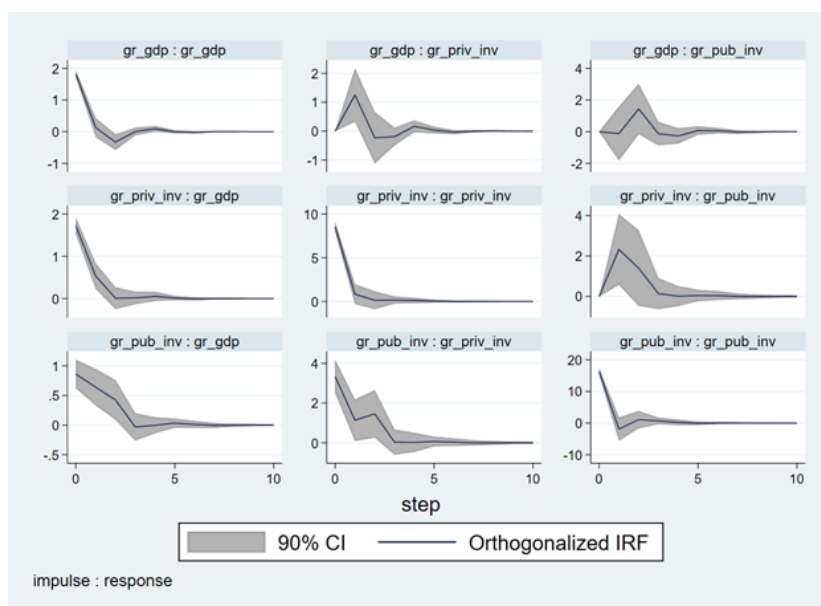 gr_gdp : gr_gdp
gr_gdp : gr_priv_inv
gr_gdp : gr_pub_inv
2
1
0
-1
2
1
0
-1
4
2
0
-2
gr_priv_inv : gr_gdp
gr_priv_inv : gr_priv_inv
gr_priv_inv : gr_pub_inv
2
1
0
10
5
0
4
2
0
gr_pub_inv : gr_gdp
gr_pub_inv : gr_priv_inv
gr_pub_inv : gr_pub_inv
1
.5
0
-.5
4
2
0
20
10
0
-10
0 5 10
0 5 10
0 5 10
step
90% CI Orthogonalized IRF
impulse : response